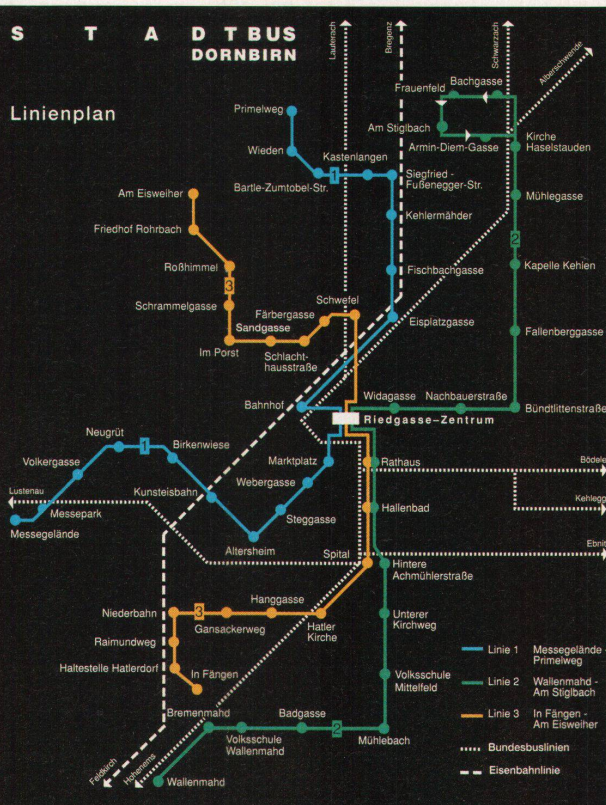 STADTBUS
DORNBIRN
Linienplan
Lauterach
Bregenz
Schwarzach
Alberschwende
Primelweg
Wieden
Kastenlangen
1
Bartle-Zumtobel-Str.
Siegfried-
Fußenegger-Str.
Kehlermähder
Fischbachgasse
Eisplatzgasse
Frauenfeld
Bachgasse
Am Stiglbach
Armin-Diem-Gasse
Kirche
Haselstauden
Mühlegasse
2
Kapelle Kehlen
Fallenberggasse
Bündtlittenstraße
Nachbauerstraße
Widagasse
Am Eisweiher
Friedhof Rohrbach
Roßhimmel
3
Schrammelgasse
Im Porst
Sandgasse
Schlacht-
hausstraße
Färbergasse
Schwefel
Bahnhof
Riedgasse-Zentrum
Neugrüt
1
Birkenwiese
Volkergasse
Lustenau
Messepark
Messegelände
Kunsteisbahn
Altersheim
Steggasse
Webergasse
Marktplatz
Rathaus
Bödele
Hallenbad
Kehlegg
Ebnit
Spital
Hintere
Achmühlerstraße
Unterer
Kirchweg
Volksschule
Mittelfeld
Mühlebach
Niederbahn
3
Gansackerweg
Hanggasse
Hatler
Kirche
Raimundweg
Haltestelle Hatlerdorf
In Fängen
Bremenmahd
Volksschule
Wallenmahd
Badgasse
2
Wallenmahd
Feldkirch
Hohenems
Linie 1 Messegelände -
Primelweg
Linie 2 Wallenmahd -
Am Stiglbach
Linie 3 In Fängen -
Am Eisweiher
Bundesbuslinien
Eisenbahnlinie